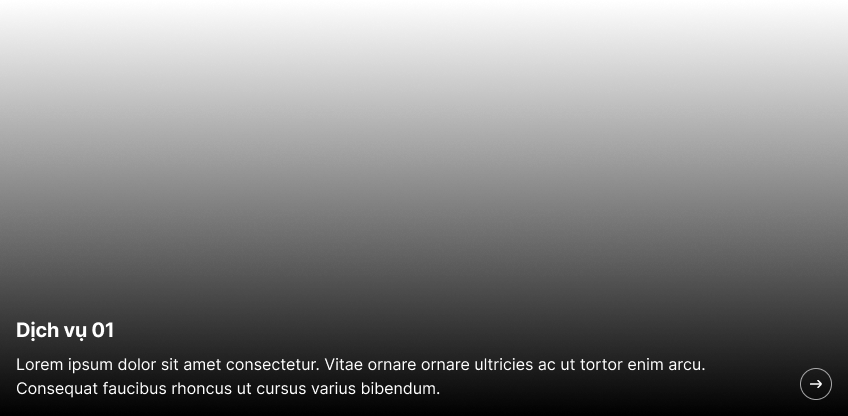 Dịch vụ 01
Lorem ipsum dolor sit amet consectetur. Vitae ornare ornare ultricies ac ut tortor enim arcu.
Consequat faucibus rhoncus ut cursus varius bibendum.